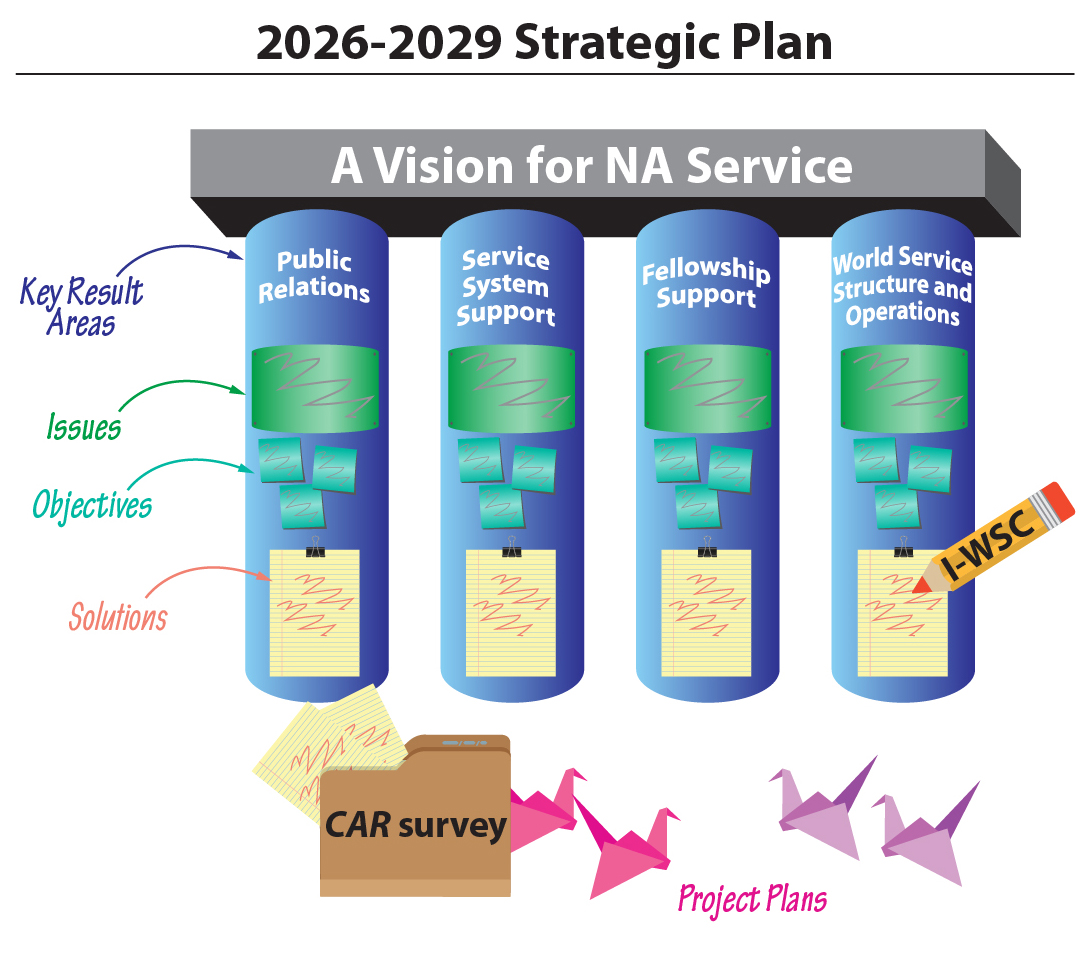 2026-2029 Strategic Plan
A Vision for NA Service
Key Result
Areas
Public
Relations
Service
System
Support
Fellowship
Support
World Service
Structure and
Operations
Issues
Objectives
Solutions
I-WSC
CAR survey
Project Plans